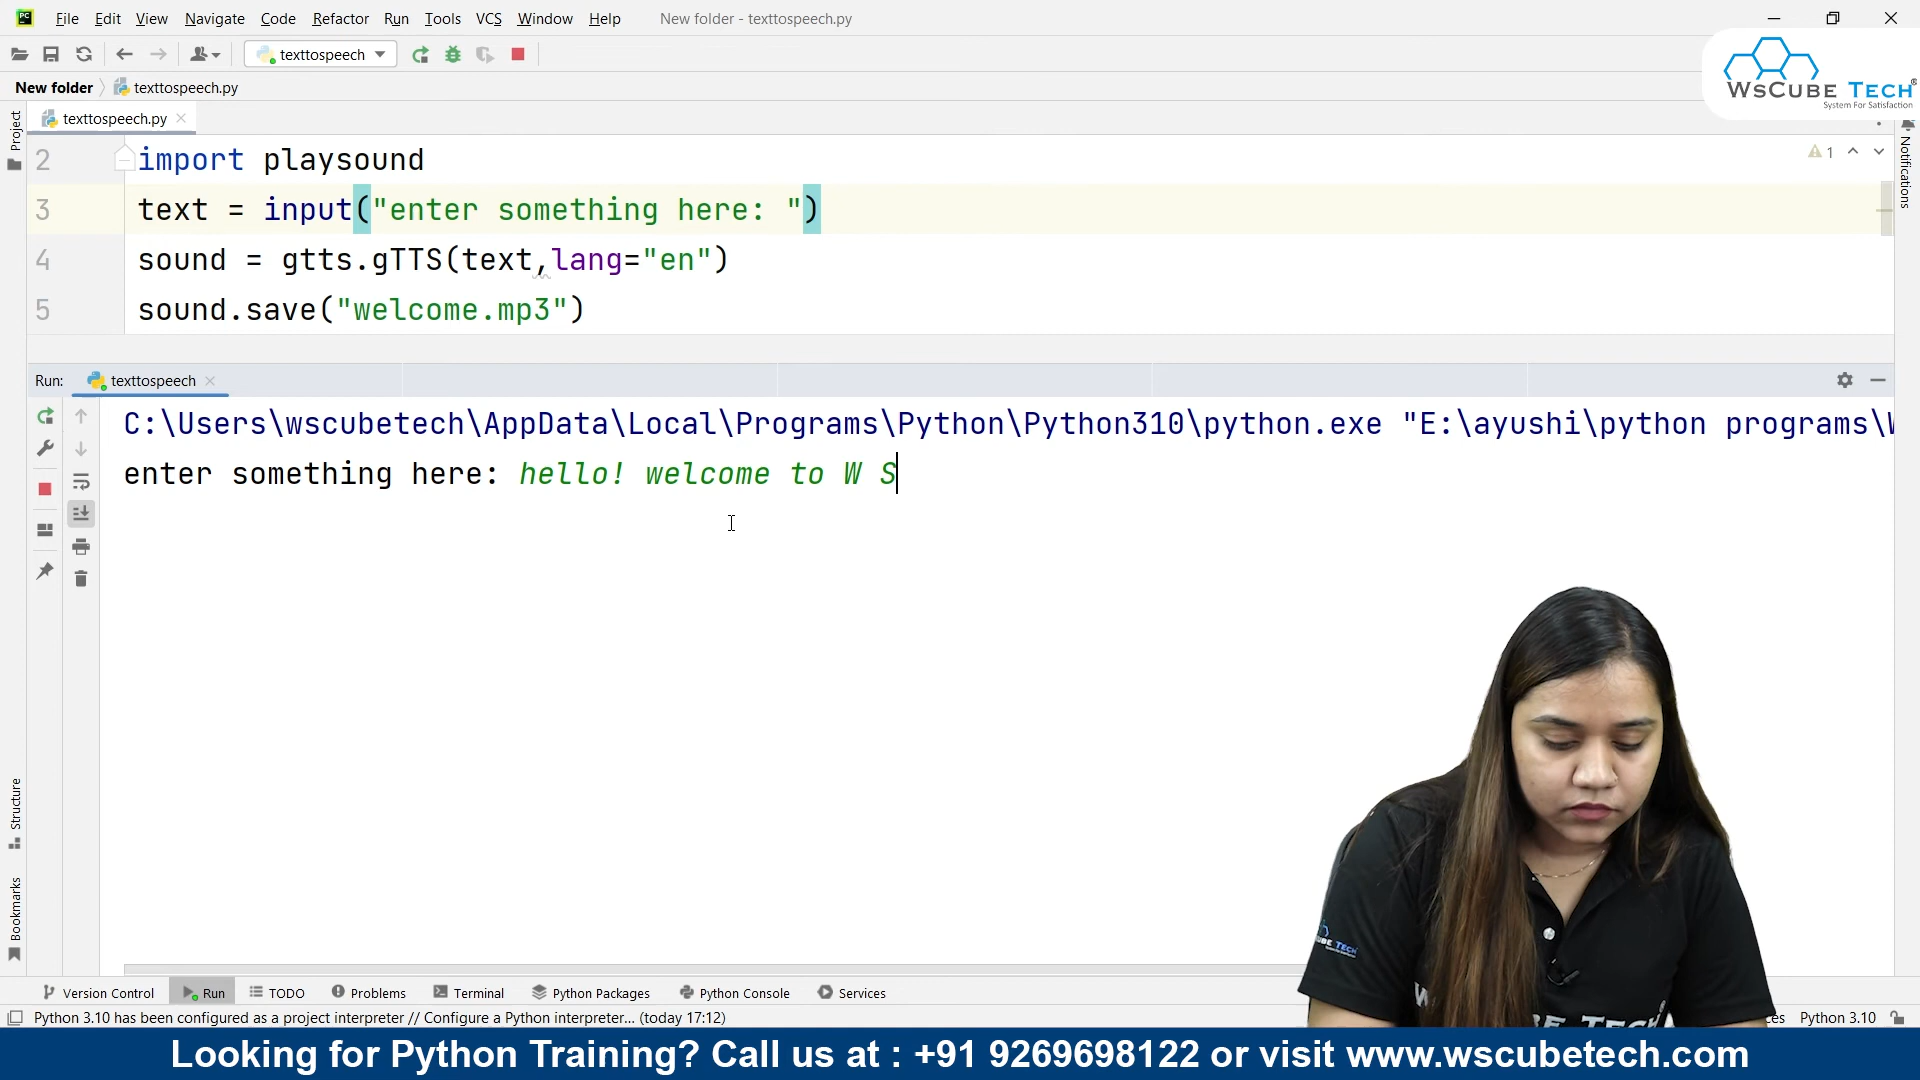 File Edit View Navigate Code Refactor Run Tools VCS Window Help New folder - texttospeech.py
texttospeech
WsCube Tech®
System For Satisfaction
New folder texttospeech.py
texttospeech.py
Project
Notifications
2 import playsound
1
3 text = input("enter something here: ")
4 sound = gtts.gTTS(text,lang="en")
5 sound.save("welcome.mp3")
Run: texttospeech
C:\Users\wscubetech\AppData\Local\Programs\Python\Python310\python.exe "E:\ayushi\python programs\
enter something here: hello! welcome to W S
Structure
Bookmarks
UBE TECH
Version Control Run TODO Problems Terminal Python Packages Python Console Services
Python 3.10 has been configured as a project interpreter // Configure a Python interpreter... (today 17:12) Python 3.10
Looking for Python Training? Call us at : +91 9269698122 or visit www.wscubetech.com